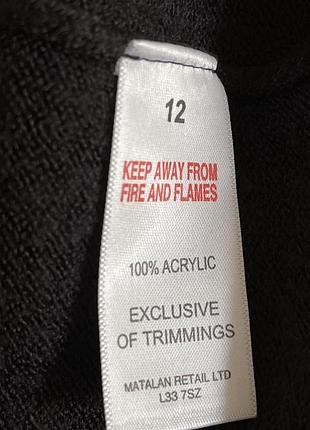 12
KEEP AWAY FROM
FIRE AND FLAMES
100% ACRYLIC
EXCLUSIVE
OF TRIMMINGS
MATALAN RETAIL LTD
L33 7SZ